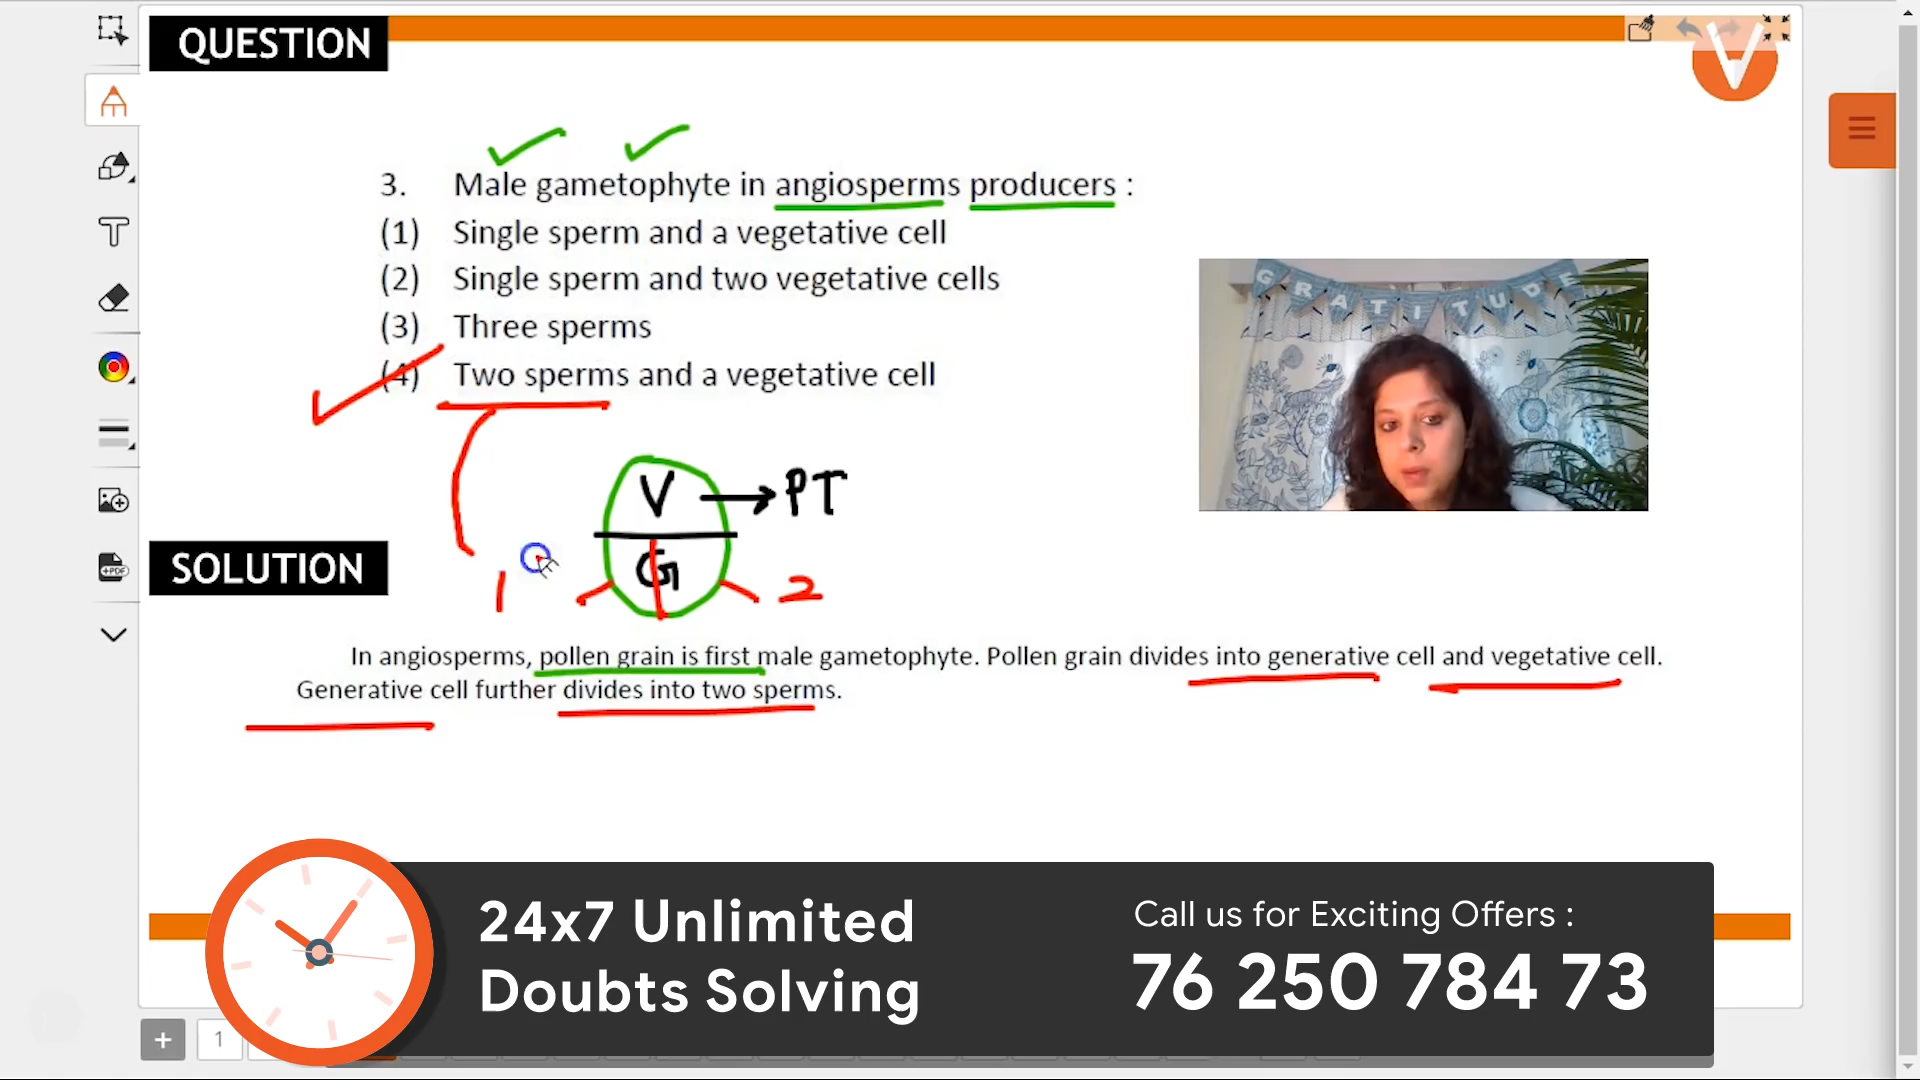 QUESTION
3. Male gametophyte in angiosperms producers :
(1) Single sperm and a vegetative cell
(2) Single sperm and two vegetative cells
(3) Three sperms
(4) Two sperms and a vegetative cell
GRATITUDE
V → PT
G
1
2
SOLUTION
In angiosperms, pollen grain is first male gametophyte. Pollen grain divides into generative cell and vegetative cell.
Generative cell further divides into two sperms.
24x7 Unlimited
Doubts Solving
Call us for Exciting Offers :
76 250 784 73
+ 1
T
+PDF